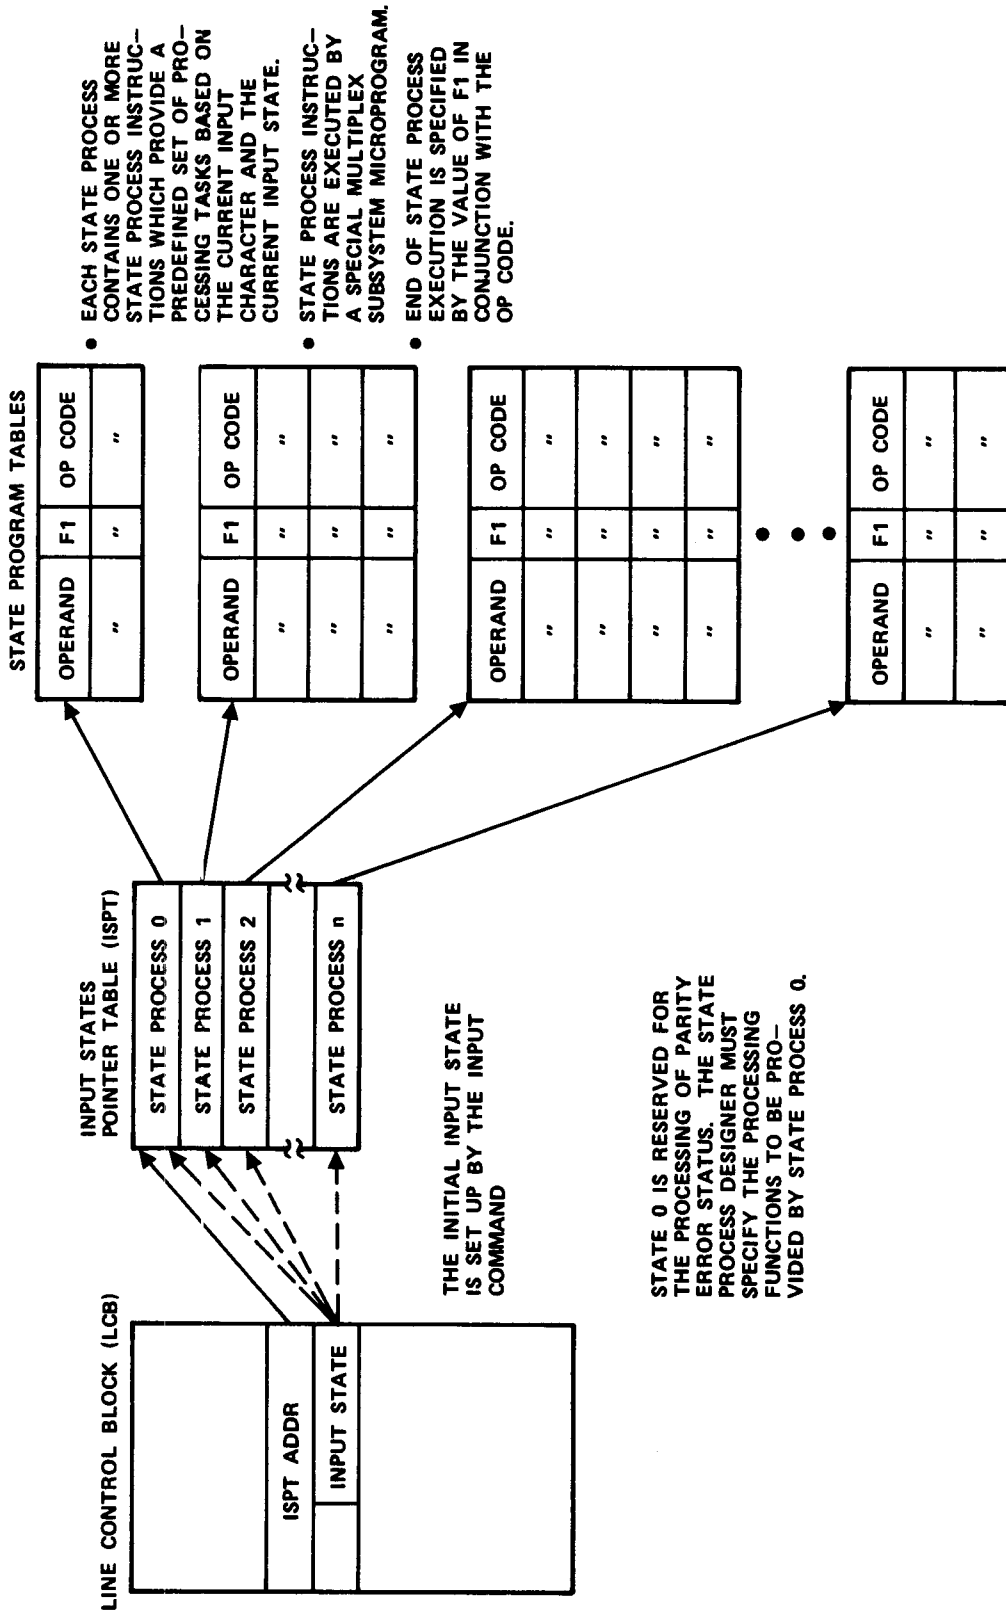 LINE CONTROL BLOCK (LCB)
ISPT ADDR
INPUT STATE
INPUT STATES
POINTER TABLE (ISPT)
STATE PROCESS 0
STATE PROCESS 1
STATE PROCESS 2
STATE PROCESS n
THE INITIAL INPUT STATE
IS SET UP BY THE INPUT
COMMAND
STATE 0 IS RESERVED FOR
THE PROCESSING OF PARITY
ERROR STATUS. THE STATE
PROCESS DESIGNER MUST
SPECIFY THE PROCESSING
FUNCTIONS TO BE PRO–
VIDED BY STATE PROCESS 0.
STATE PROGRAM TABLES
OPERAND F1 OP CODE
" " "
OPERAND F1 OP CODE
" " "
" " "
" " "
OPERAND F1 OP CODE
" " "
" " "
" " "
" " "
OPERAND F1 OP CODE
" " "
" " "
• EACH STATE PROCESS
CONTAINS ONE OR MORE
STATE PROCESS INSTRUC–
TIONS WHICH PROVIDE A
PREDEFINED SET OF PRO–
CESSING TASKS BASED ON
THE CURRENT INPUT
CHARACTER AND THE
CURRENT INPUT STATE.
• STATE PROCESS INSTRUC–
TIONS ARE EXECUTED BY
A SPECIAL MULTIPLEX
SUBSYSTEM MICROPROGRAM.
• END OF STATE PROCESS
EXECUTION IS SPECIFIED
BY THE VALUE OF F1 IN
CONJUNCTION WITH THE
OP CODE.